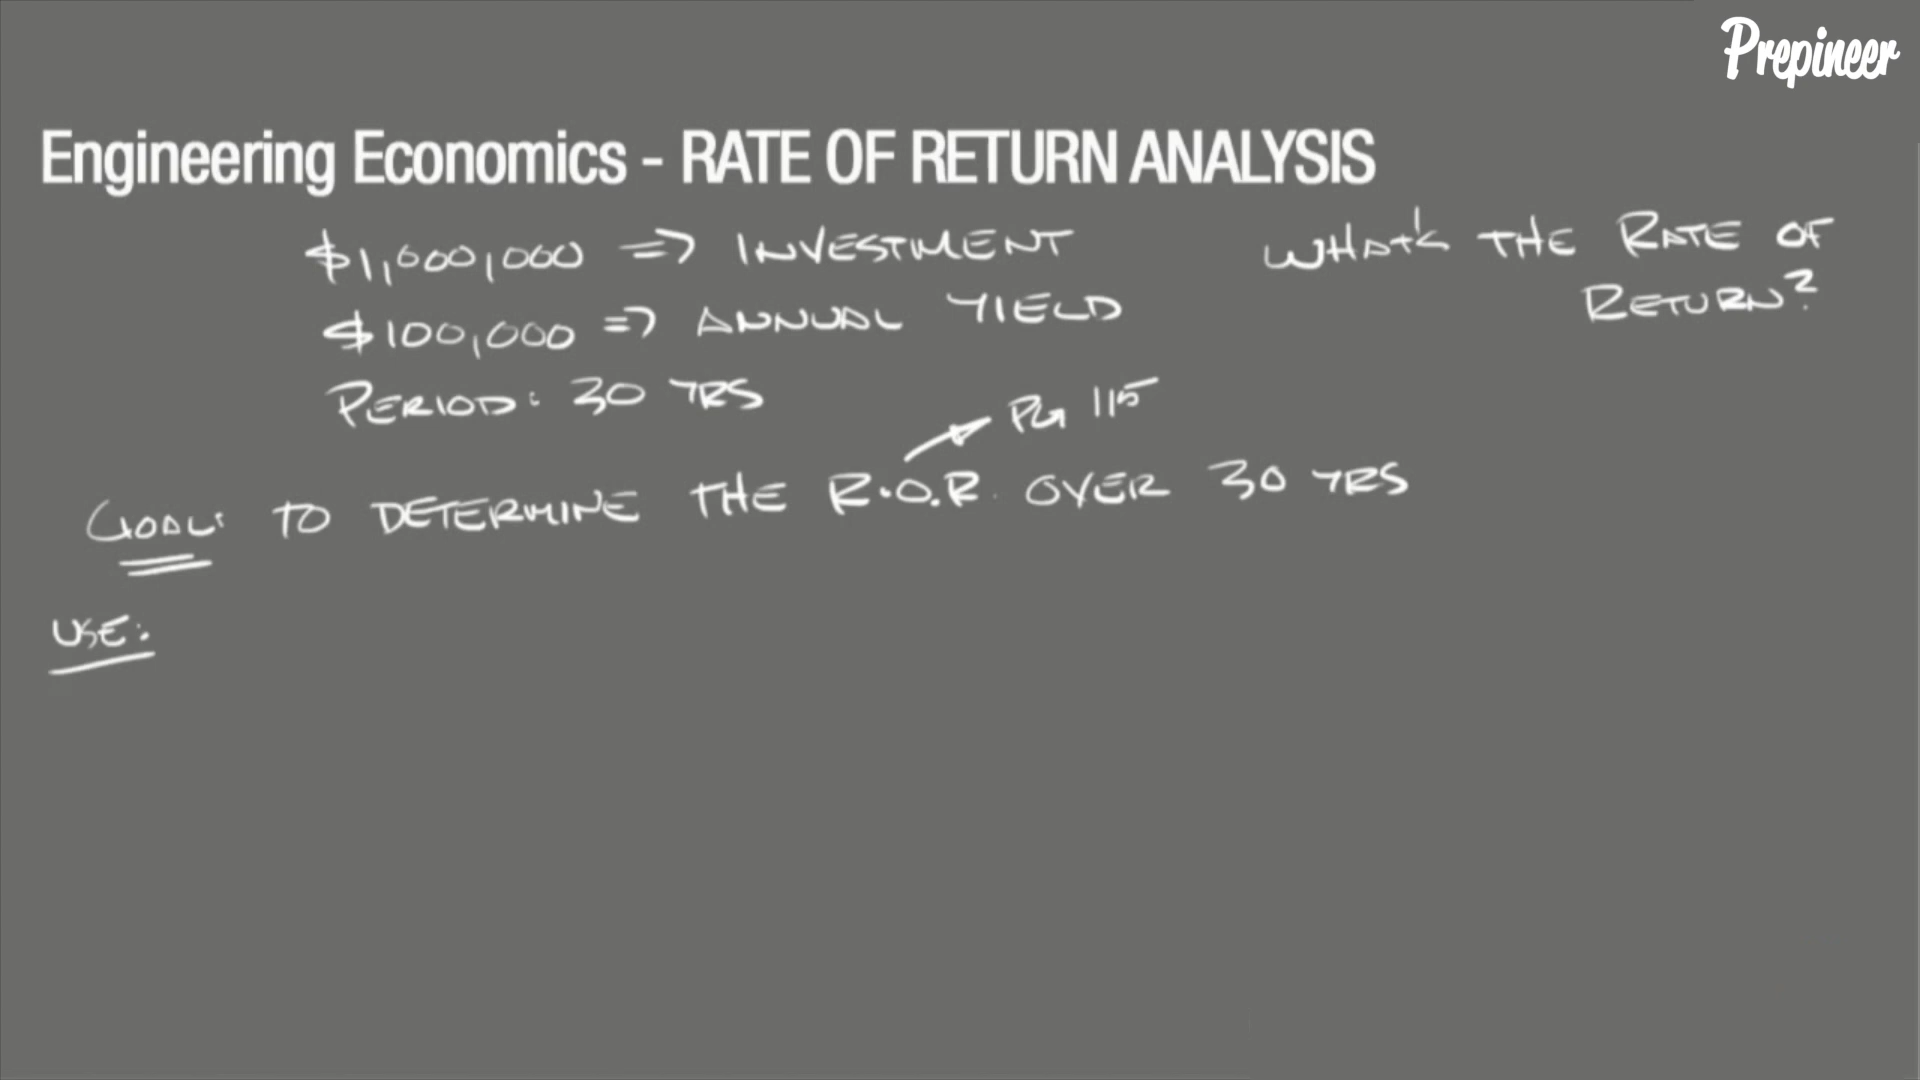 Prepineer
Engineering Economics - RATE OF RETURN ANALYSIS
$1,000,000 => INVESTMENT
WHAT'S THE RATE OF
RETURN?
$100,000 => ANNUAL YIELD
PERIOD: 30 YRS
PG 115
GOAL: TO DETERMINE THE R.O.R. OVER 30 YRS
USE: